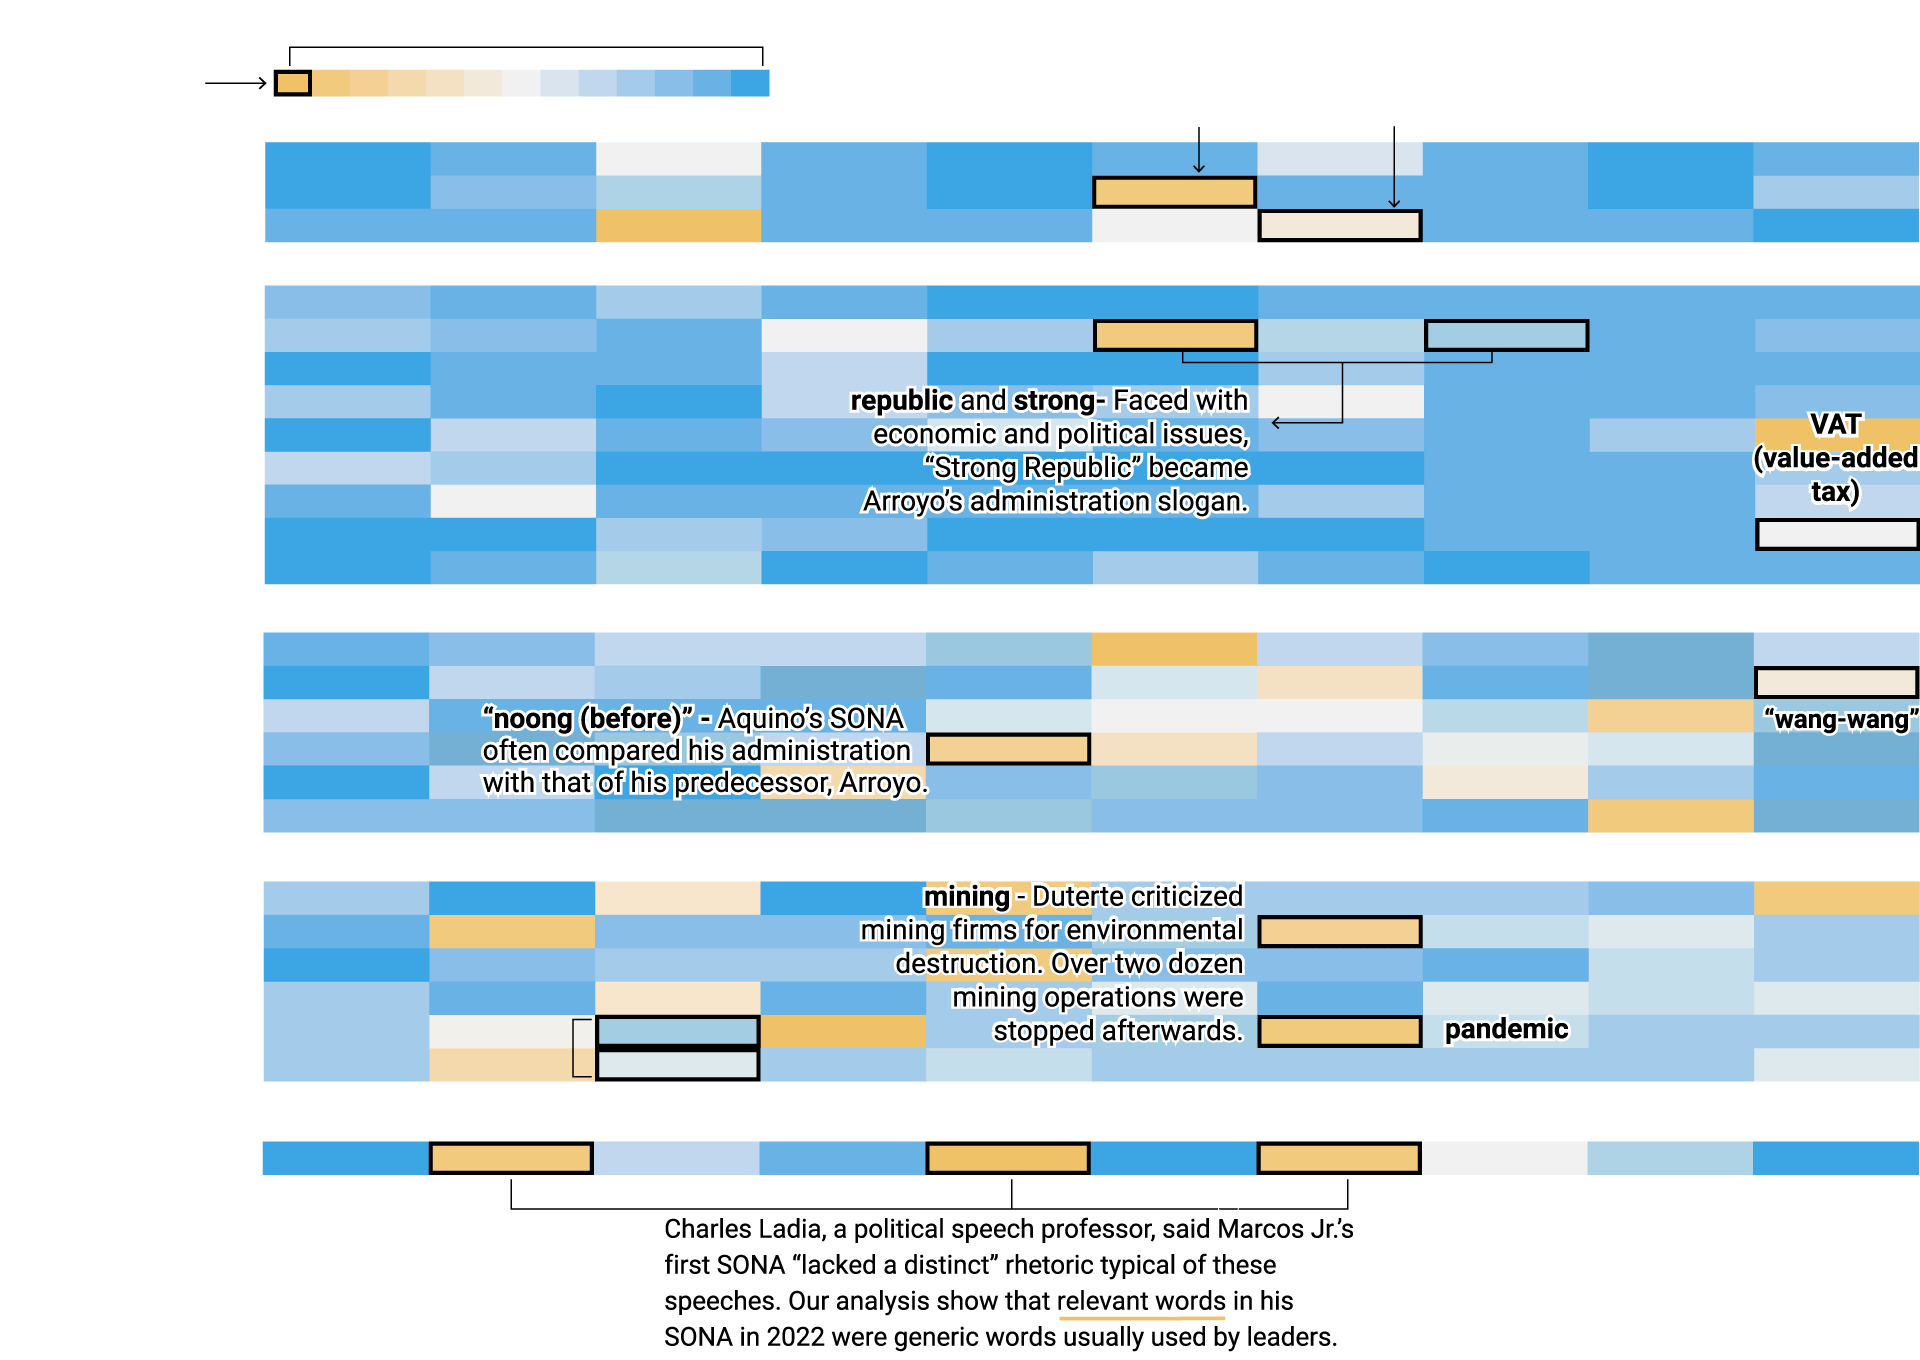 republic and strong- Faced with
economic and political issues,
“Strong Republic” became
Arroyo’s administration slogan.
VAT
(value-added
tax)
“noong (before)” - Aquino’s SONA
often compared his administration
with that of his predecessor, Arroyo.
“wang-wang”
mining - Duterte criticized
mining firms for environmental
destruction. Over two dozen
mining operations were
stopped afterwards.
pandemic
Charles Ladia, a political speech professor, said Marcos Jr.’s
first SONA “lacked a distinct” rhetoric typical of these
speeches. Our analysis show that relevant words in his
SONA in 2022 were generic words usually used by leaders.